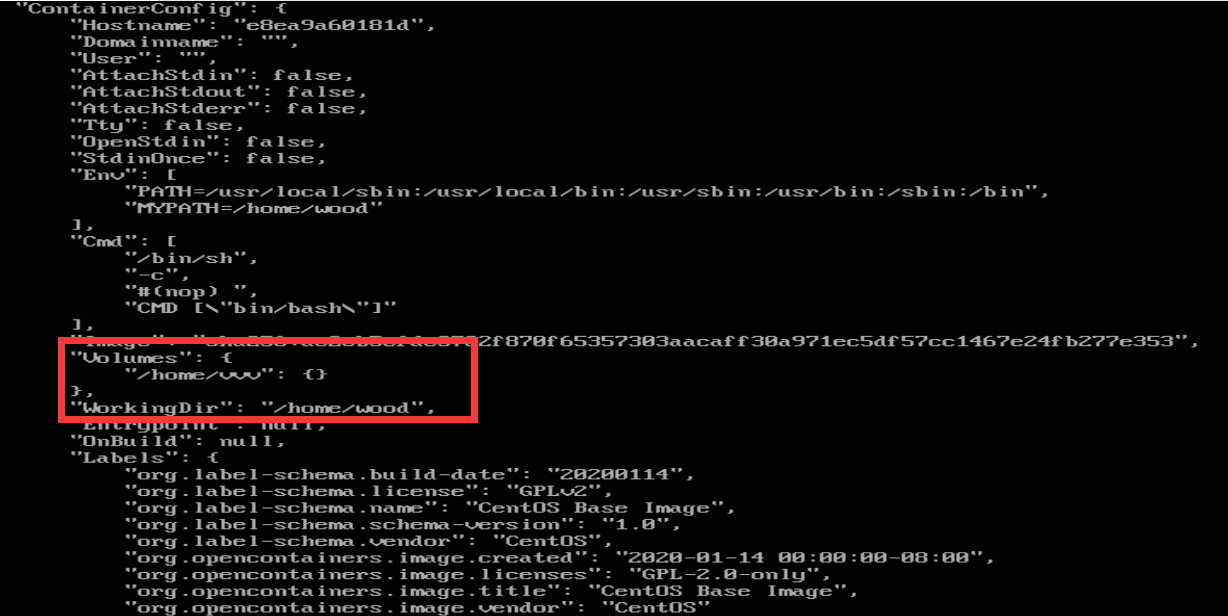 "ContainerConfig": {
"Hostname": "e8ea9a60181d",
"Domainname": "",
"User": "",
"AttachStdin": false,
"AttachStdout": false,
"AttachStderr": false,
"Tty": false,
"OpenStdin": false,
"StdinOnce": false,
"Env": [
"PATH=/usr/local/sbin:/usr/local/bin:/usr/sbin:/usr/bin:/sbin:/bin",
"MYPATH=/home/wood"
],
"Cmd": [
"/bin/sh",
"-c",
"#(nop) ",
"CMD [\"bin/bash\"]"
],
"Image":
"Volumes": {
"/home/vvv": {}
},
"WorkingDir": "/home/wood",
"Entrypoint": null,
"OnBuild": null,
"Labels": {
"org.label-schema.build-date": "20200114",
"org.label-schema.license": "GPLv2",
"org.label-schema.name": "CentOS Base Image",
"org.label-schema.schema-version": "1.0",
"org.label-schema.vendor": "CentOS",
"org.opencontainers.image.created": "2020-01-14 00:00:00-08:00",
"org.opencontainers.image.licenses": "GPL-2.0-only",
"org.opencontainers.image.title": "CentOS Base Image",
"org.opencontainers.image.vendor": "CentOS"